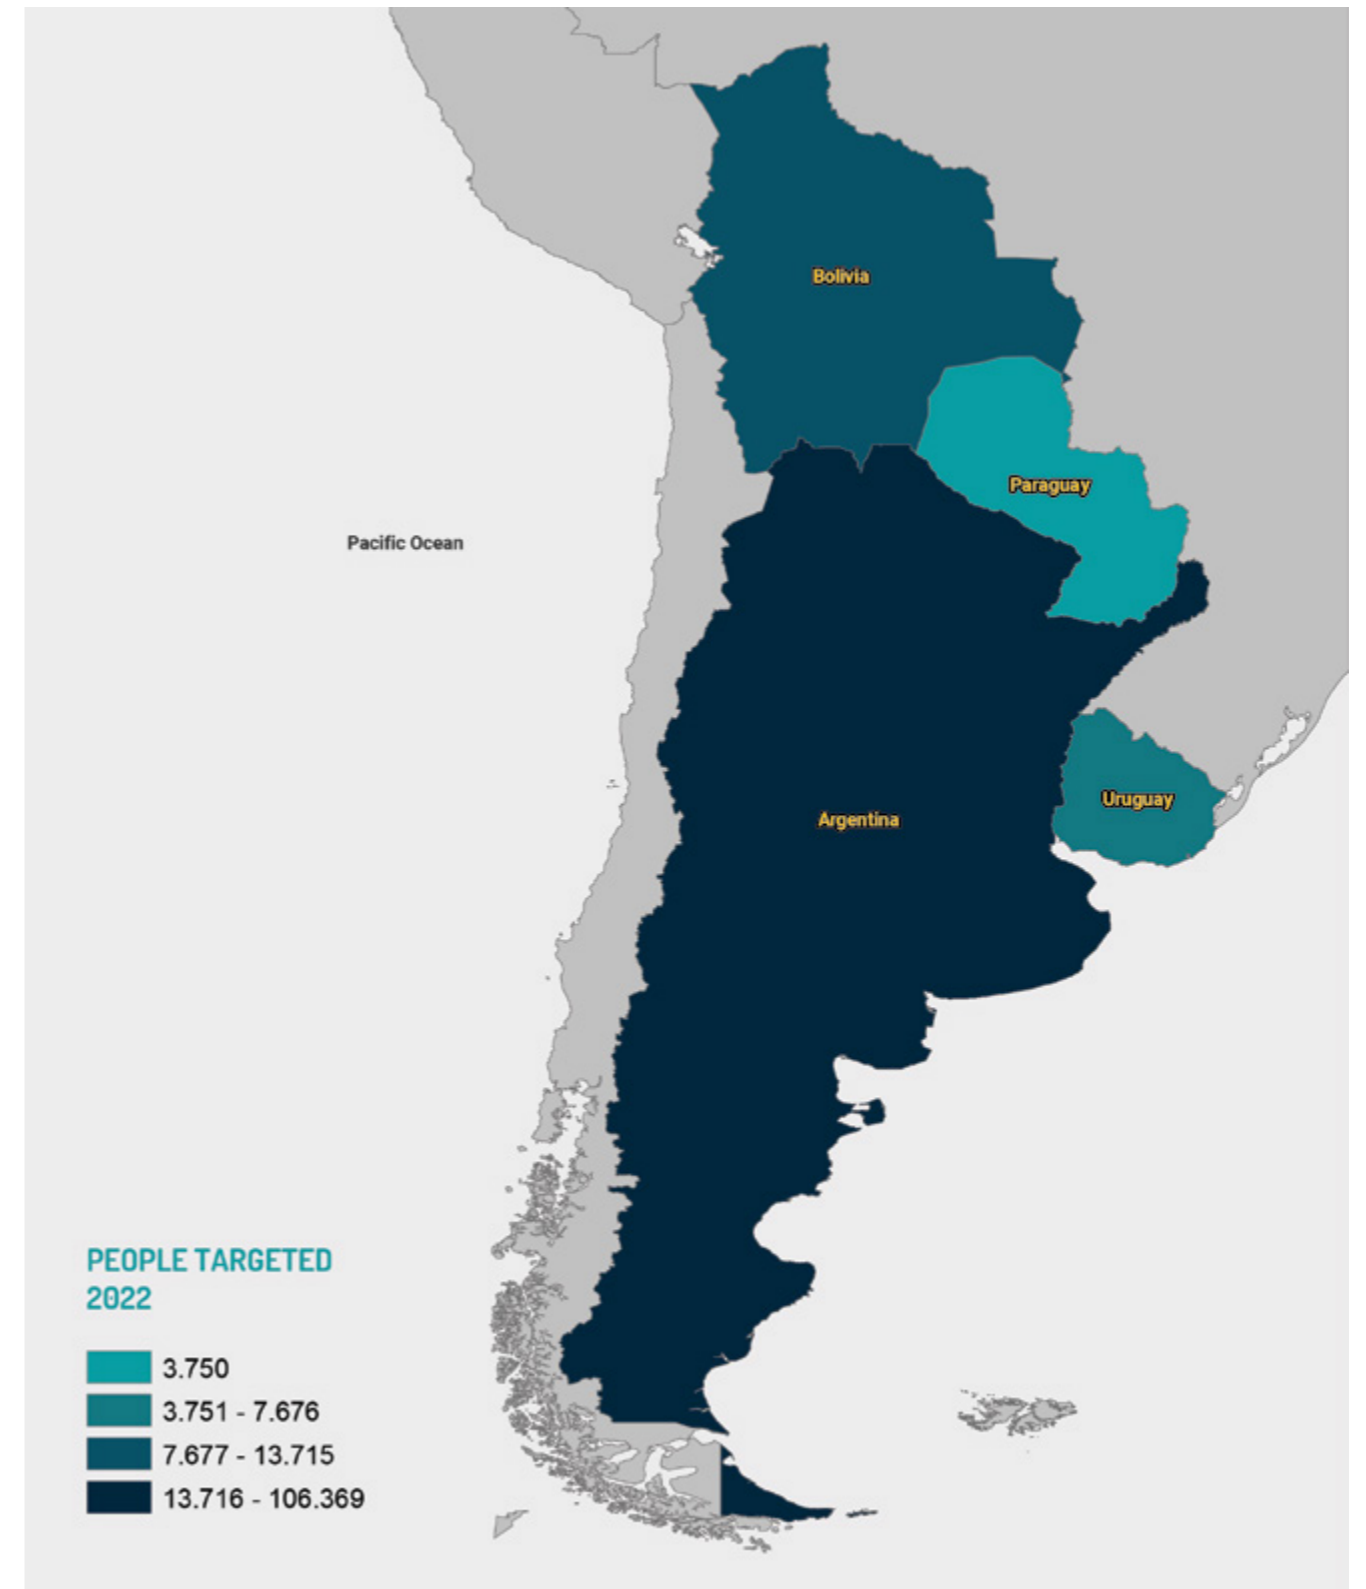 Bolivia
Paraguay
Pacific Ocean
Uruguay
Argentina
PEOPLE TARGETED
2022
3.750
3.751 - 7.676
7.677 - 13.715
13.716 - 106.369